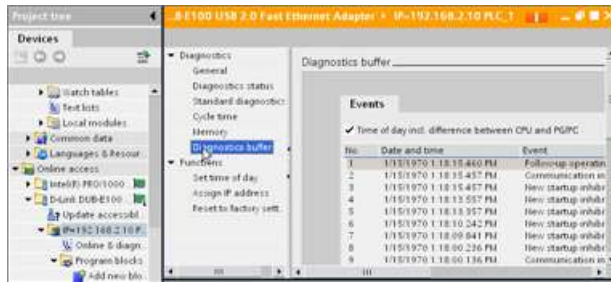 Project tree
Devices
Watch tables
Text lists
Local modules
Common data
Languages & Resour
Online access
Intel(R) PRO/1000
D-Link DUB-E100
Update accessibl
IP=192.168.2.10 P
Online & diagn
Program blocks
Add new blo
B E100 USB 2.0 Fast Ethernet Adapter ▸ IP=192.168.2.10 PLC_1
Diagnostics
General
Diagnostics status
Standard diagnostics
Cycle time
Memory
Diagnostics buffer
Functions
Set time of day
Assign IP address
Reset to factory sett
Diagnostics buffer
Events
Time of day incl. difference between CPU and PG/PC
No. Date and time Event
1 1/15/1970 1:18:35.460 PM Follow-up operatin
2 1/15/1970 1:18:35.457 PM Communication in
3 1/15/1970 1:18:35.457 PM New startup inhibi
4 1/15/1970 1:18:13.557 PM New startup inhibi
5 1/15/1970 1:18:13.357 PM New startup inhibi
6 1/15/1970 1:18:10.242 PM New startup inhibi
7 1/15/1970 1:18:09.841 PM New startup inhibi
8 1/15/1970 1:18:00.236 PM New startup inhibi
9 1/15/1970 1:18:00.136 PM Communication in